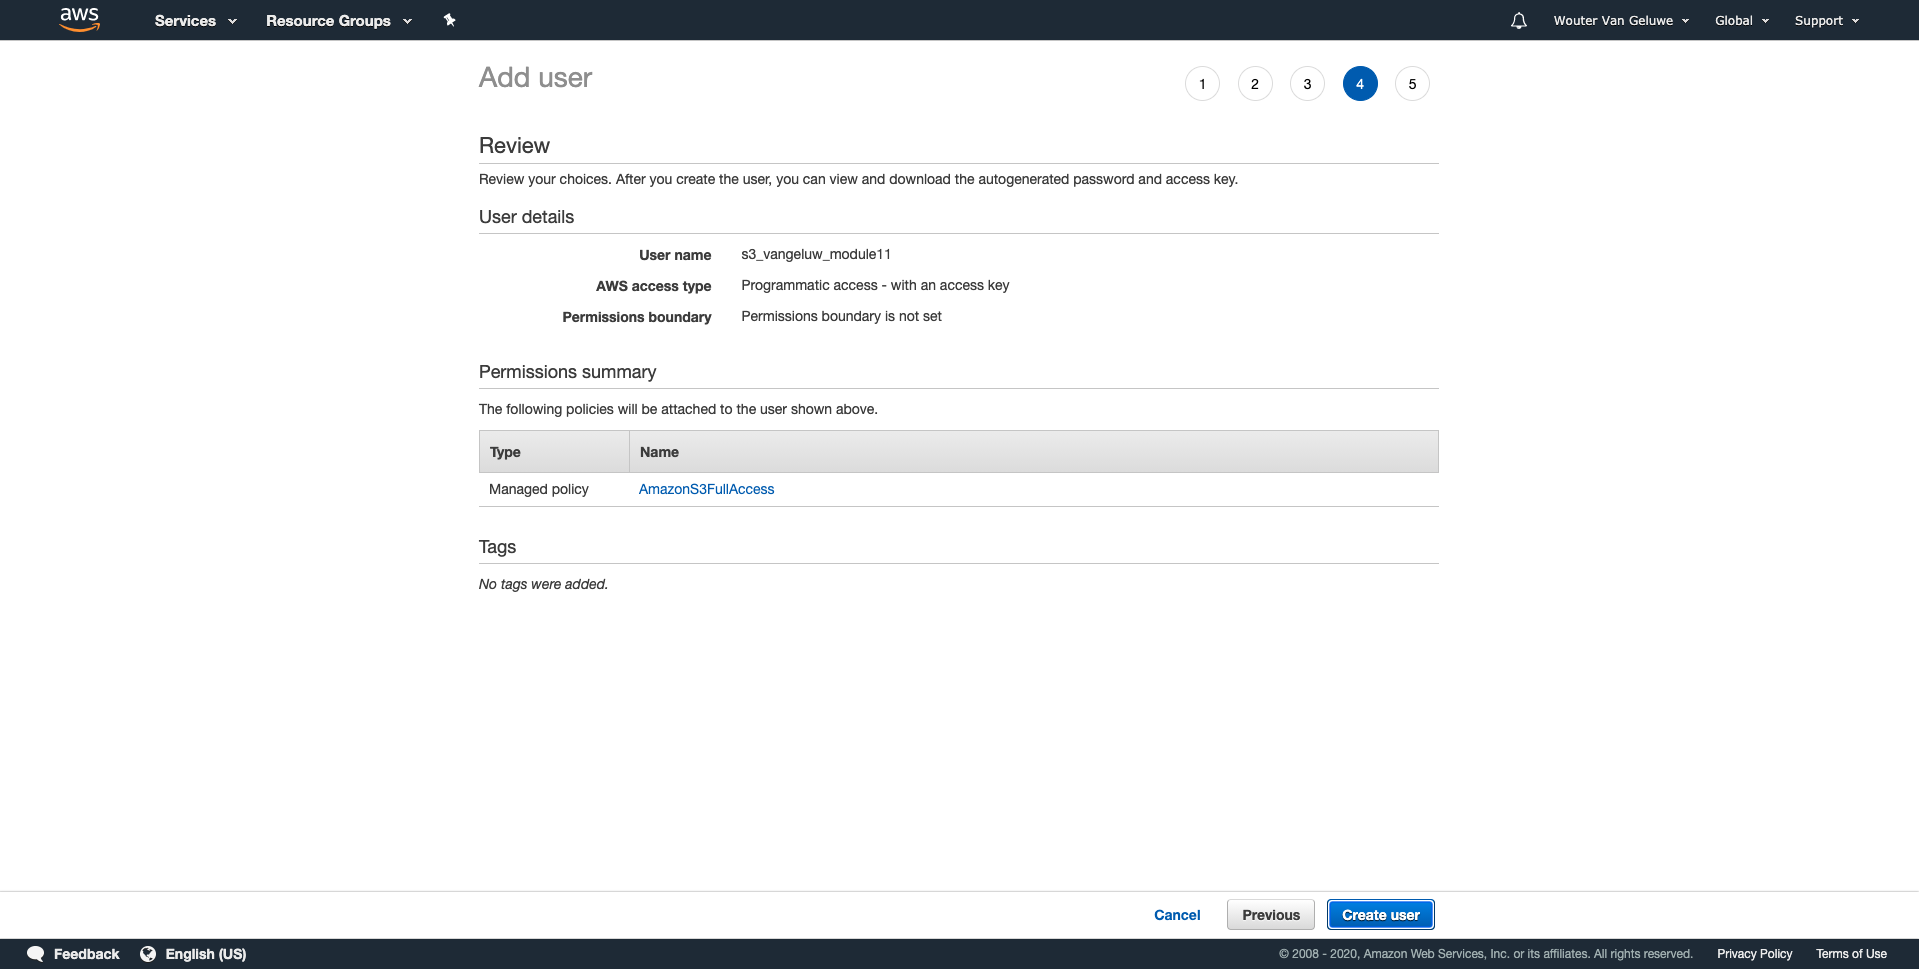 aws Services Resource Groups Wouter Van Geluwe Global Support
Add user 1 2 3 4 5
Review
Review your choices. After you create the user, you can view and download the autogenerated password and access key.
User details
User name s3_vangeluw_module11
AWS access type Programmatic access - with an access key
Permissions boundary Permissions boundary is not set
Permissions summary
The following policies will be attached to the user shown above.
Type Name
Managed policy AmazonS3FullAccess
Tags
No tags were added.
Cancel Previous Create user
Feedback English (US) © 2008 - 2020, Amazon Web Services, Inc. or its affiliates. All rights reserved. Privacy Policy Terms of Use